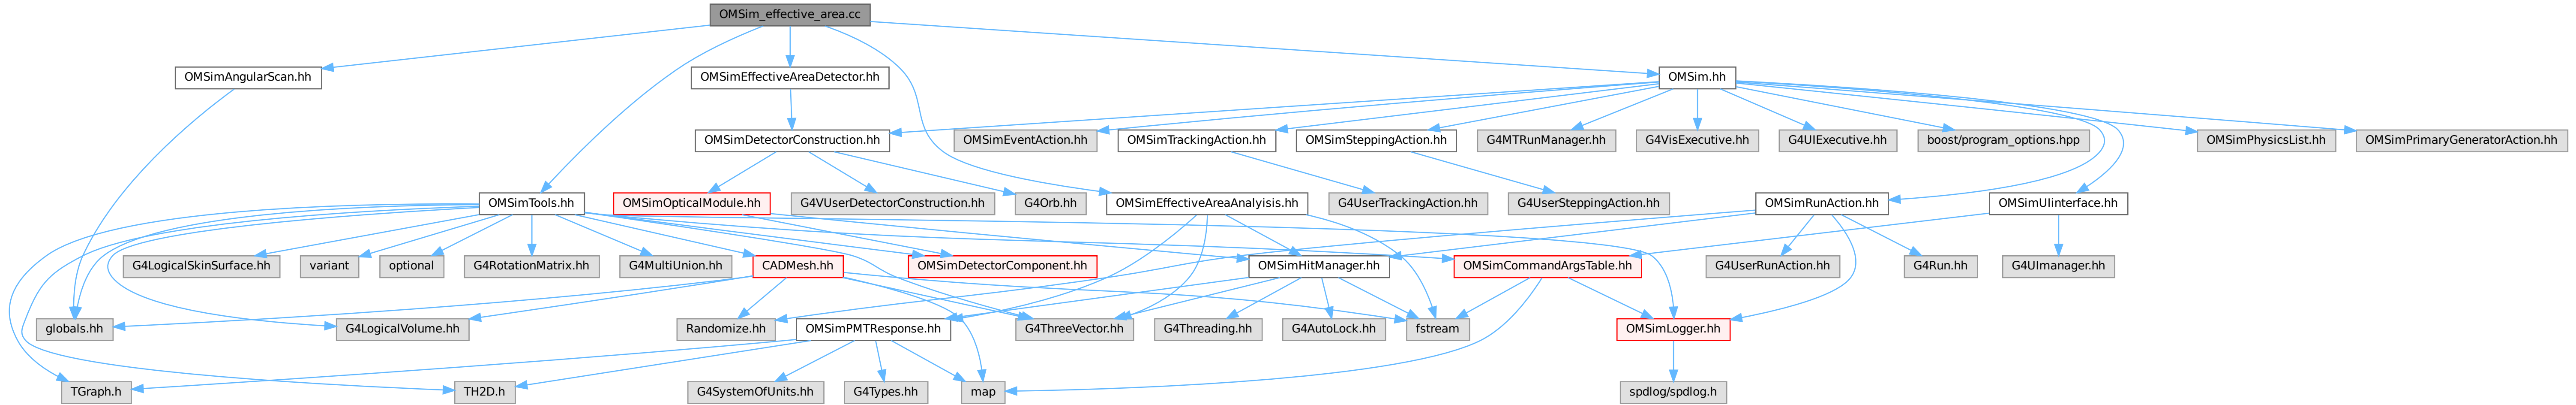 OMSim_effective_area.cc
OMSimAngularScan.hh
OMSimEffectiveAreaDetector.hh
OMSim.hh
OMSimDetectorConstruction.hh
OMSimEventAction.hh
OMSimTrackingAction.hh
OMSimSteppingAction.hh
G4MTRunManager.hh
G4VisExecutive.hh
G4UIExecutive.hh
boost/program_options.hpp
OMSimPhysicsList.hh
OMSimPrimaryGeneratorAction.hh
OMSimTools.hh
OMSimOpticalModule.hh
G4VUserDetectorConstruction.hh
G4Orb.hh
OMSimEffectiveAreaAnalyisis.hh
G4UserTrackingAction.hh
G4UserSteppingAction.hh
OMSimRunAction.hh
OMSimUIinterface.hh
G4LogicalSkinSurface.hh
variant
optional
G4RotationMatrix.hh
G4MultiUnion.hh
CADMesh.hh
OMSimDetectorComponent.hh
OMSimHitManager.hh
OMSimCommandArgsTable.hh
G4UserRunAction.hh
G4Run.hh
G4UImanager.hh
globals.hh
G4LogicalVolume.hh
Randomize.hh
OMSimPMTResponse.hh
G4ThreeVector.hh
G4Threading.hh
G4AutoLock.hh
fstream
OMSimLogger.hh
TGraph.h
TH2D.h
G4SystemOfUnits.hh
G4Types.hh
map
spdlog/spdlog.h